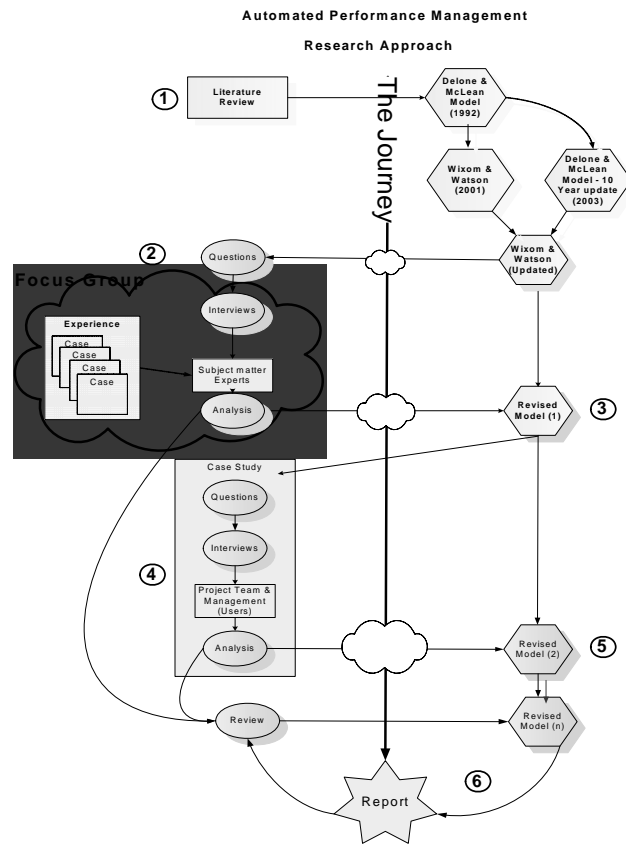 Automated Performance Management
Research Approach
The Journey
1
Literature
Review
Delone &
McLean
Model
(1992)
Wixom &
Watson
(2001)
Delone &
McLean
Model - 10
Year update
(2003)
2
Questions
Wixom &
Watson
(Updated)
Focus Group
Interviews
Experience
Case
Case
Case
Case
Subject matter
Experts
Analysis
Revised
Model (1)
3
Case Study
Questions
Interviews
4
Project Team &
Management
(Users)
Analysis
Revised
Model (2)
5
Review
Revised
Model (n)
6
Report